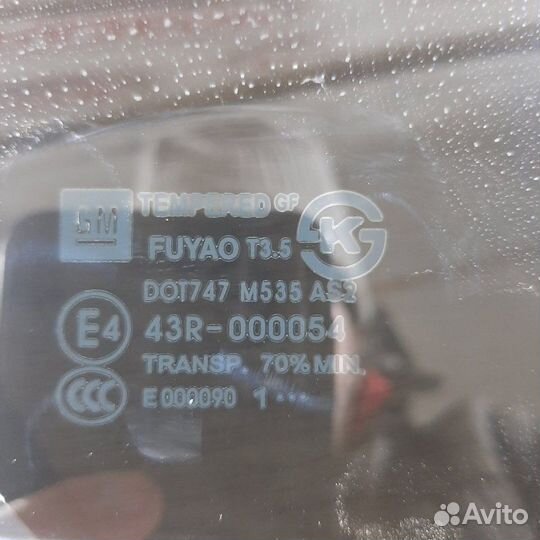 GM TEMPERED GF
FUYAO T3.5 KS
DOT747 M535 AS2
E4 43R-000054
TRANSP. 70% MIN.
CCC E000090 1 •••
Avito